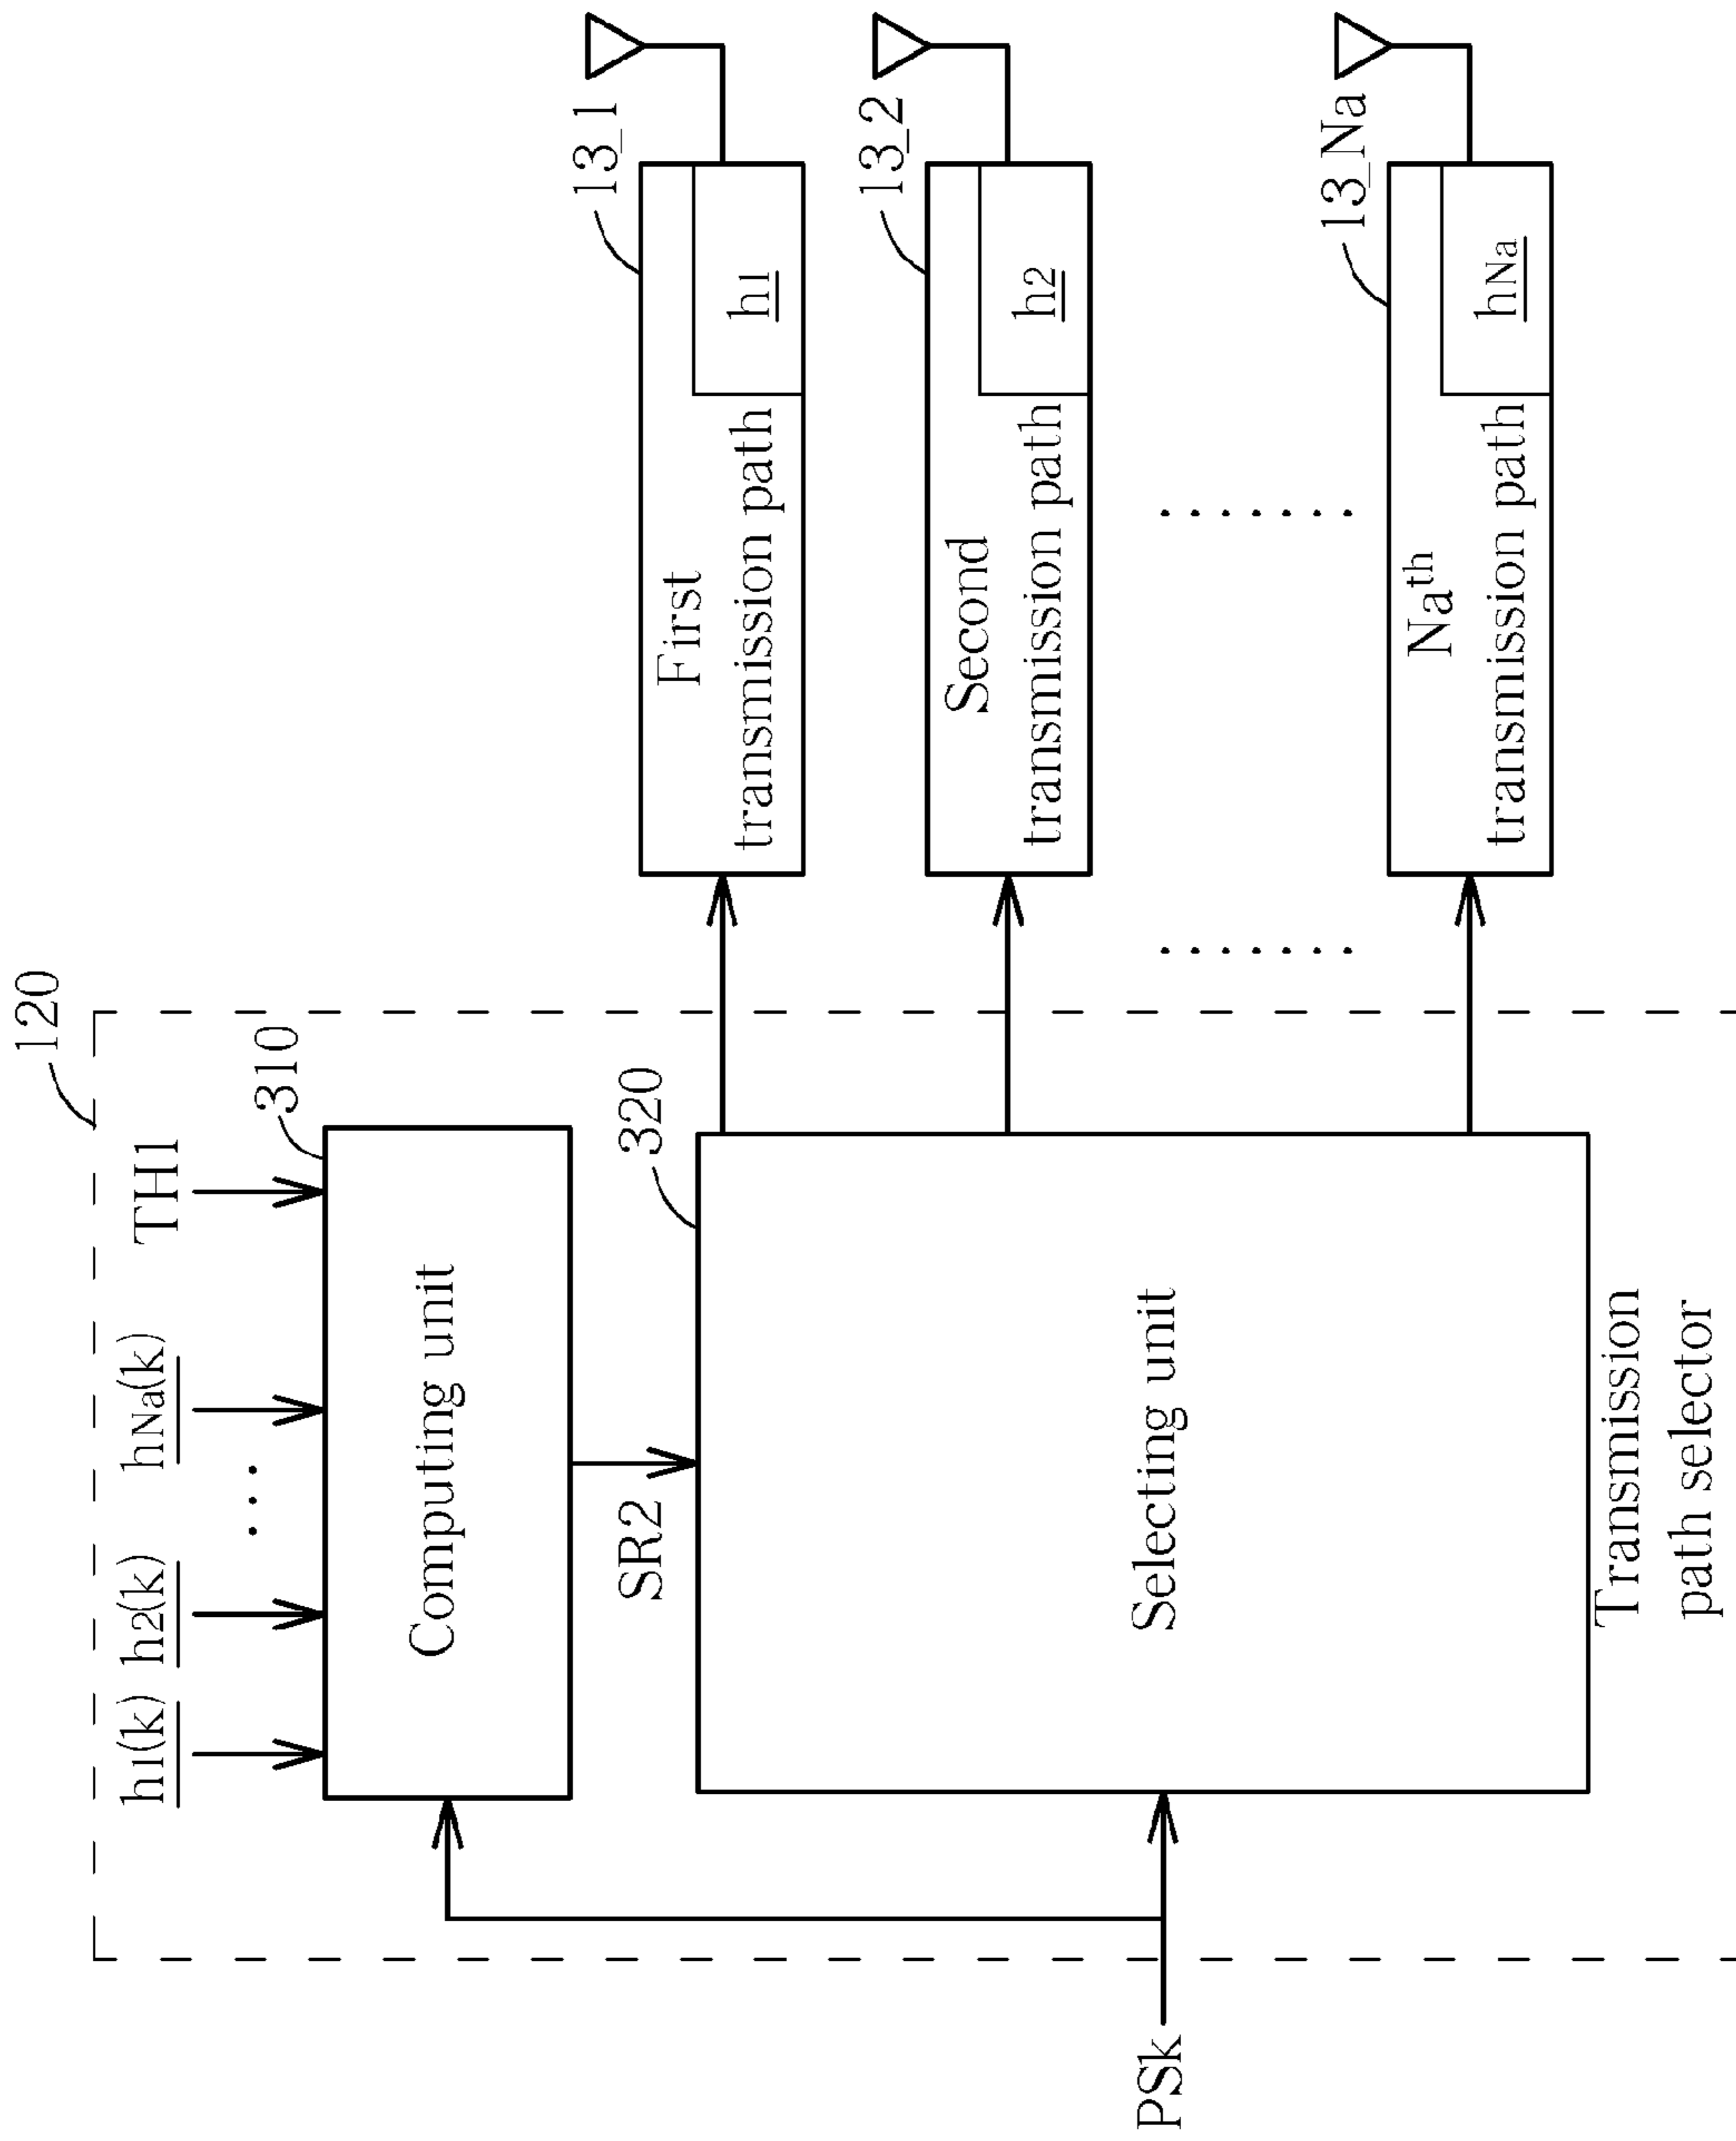 120
h1(k)
h2(k)
...
hNa(k)
TH1
310
Computing unit
SR2
320
PSk
Selecting unit
Transmission
path selector
13_1
First
transmission path
h1
13_2
Second
transmission path
h2
.......
.......
13_Na
Nath
transmission path
hNa